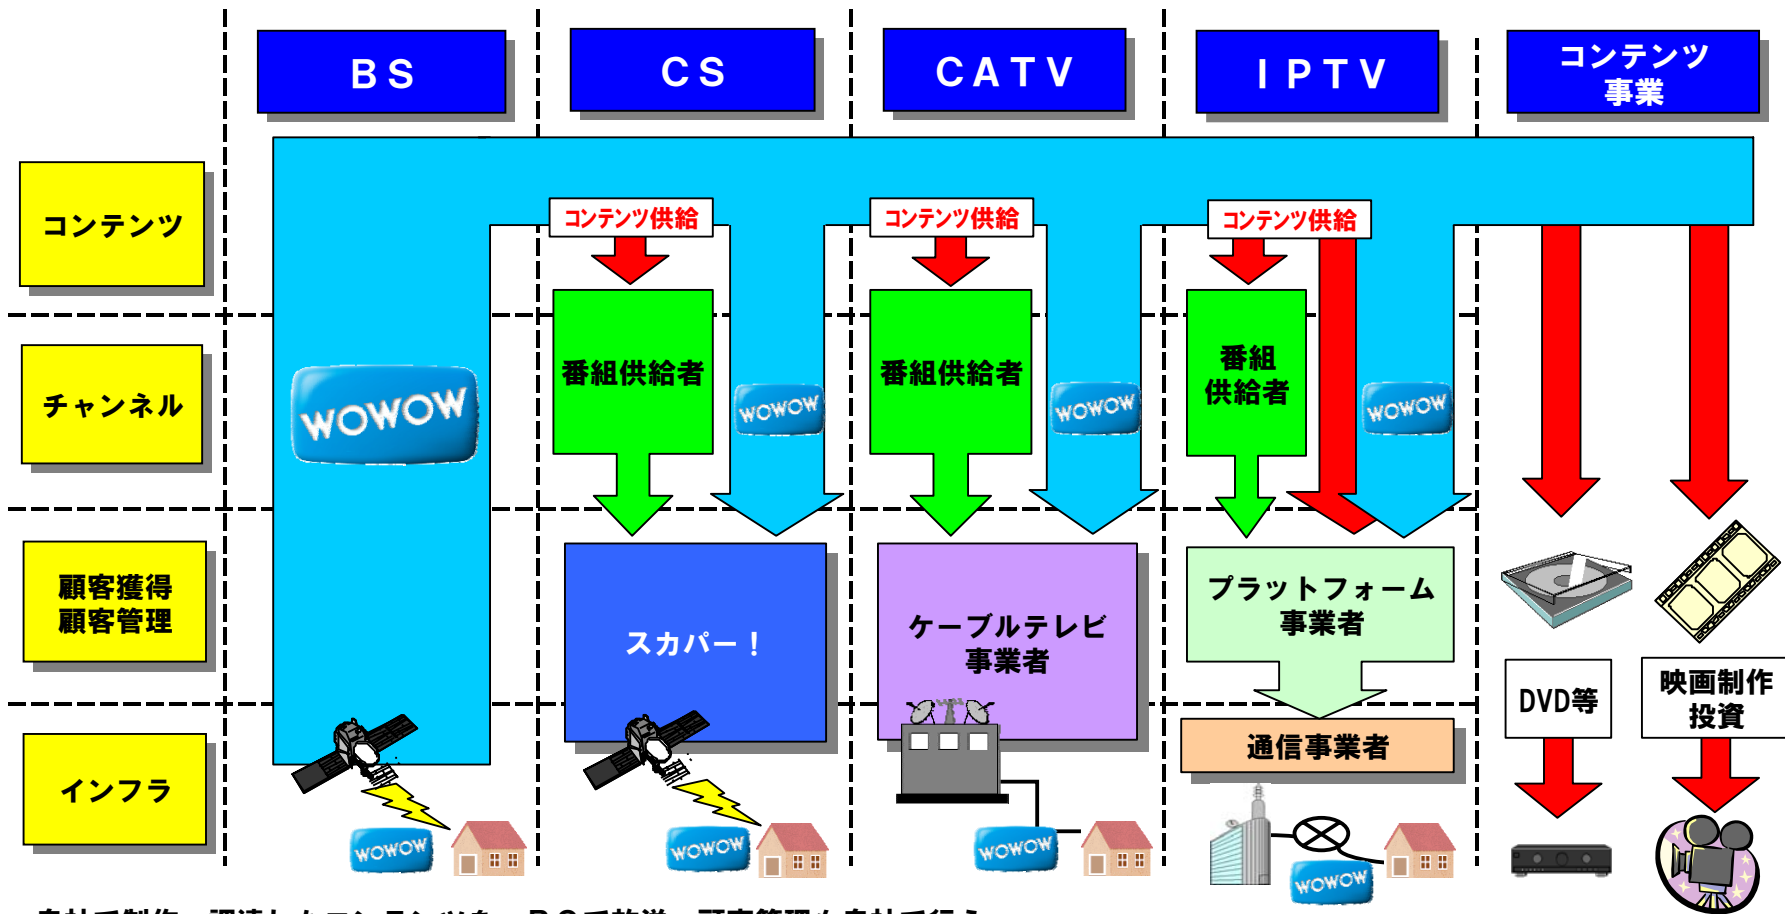 ＢＳ
ＣＳ
ＣＡＴＶ
ＩＰＴＶ
コンテンツ
事業
コンテンツ
コンテンツ供給
コンテンツ供給
コンテンツ供給
チャンネル
WOWOW
番組供給者
WOWOW
番組供給者
WOWOW
番組
供給者
WOWOW
顧客獲得
顧客管理
スカパー！
ケーブルテレビ
事業者
プラットフォーム
事業者
DVD等
映画制作
投資
インフラ
通信事業者
WOWOW
WOWOW
WOWOW
WOWOW